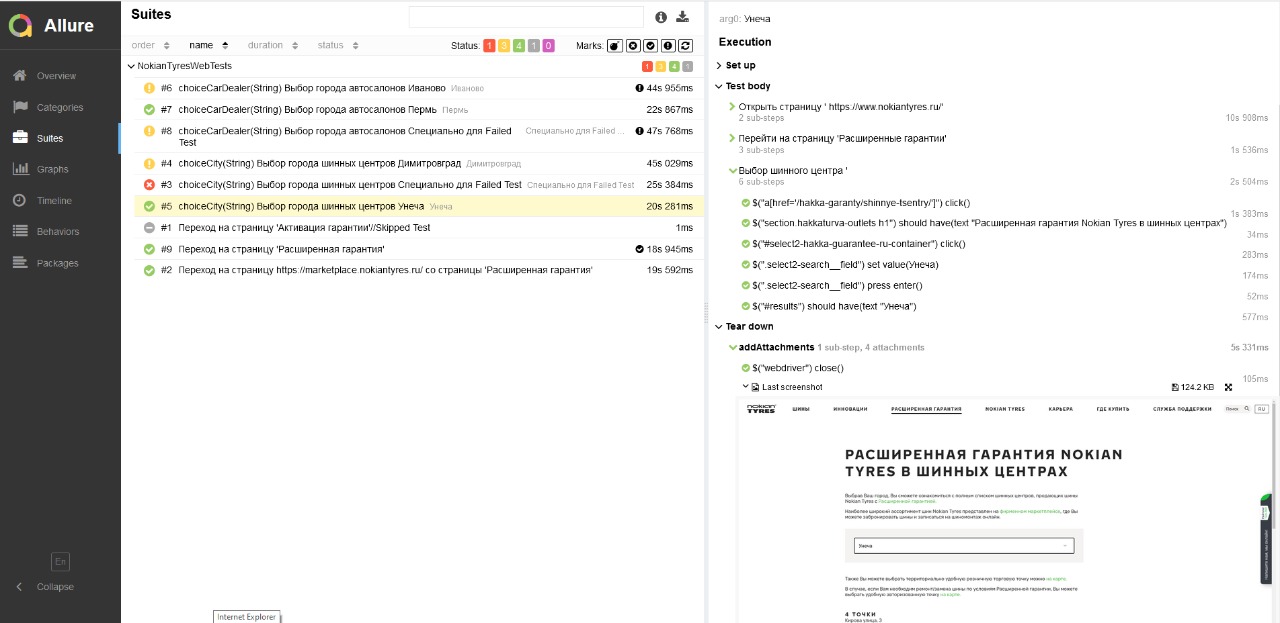 Allure
Overview
Categories
Suites
Graphs
Timeline
Behaviors
Packages
En
Collapse
Suites
order name duration status Status: 1 3 4 1 0 Marks:
NokianTyresWebTests 1 3 4 1
#6 choiceCarDealer(String) Выбор города автосалонов Иваново Иваново 44s 955ms
#7 choiceCarDealer(String) Выбор города автосалонов Пермь Пермь 22s 867ms
#8 choiceCarDealer(String) Выбор города автосалонов Специально для Failed Специально для Failed ... 47s 768ms
Test
#4 choiceCity(String) Выбор города шинных центров Димитровград Димитровград 45s 029ms
#3 choiceCity(String) Выбор города шинных центров Специально для Failed Test Специально для Failed Test 25s 384ms
#5 choiceCity(String) Выбор города шинных центров Унеча Унеча 20s 281ms
#1 Переход на страницу 'Активация гарантии'//Skipped Test 1ms
#9 Переход на страницу 'Расширенная гарантия' 18s 945ms
#2 Переход на страницу https://marketplace.nokiantyres.ru/ со страницы 'Расширенная гарантия' 19s 592ms
Internet Explorer
arg0: Унеча
Execution
Set up
Test body
Открыть страницу ' https://www.nokiantyres.ru/'
2 sub-steps 10s 908ms
Перейти на страницу 'Расширенные гарантии'
3 sub-steps 1s 536ms
Выбор шинного центра '
6 sub-steps 2s 504ms
$("a[href='/hakka-garanty/shinnye-tsentry/']") click()
1s 383ms
$("section.hakkaturva-outlets h1") should have(text "Расширенная гарантия Nokian Tyres в шинных центрах")
34ms
$("#select2-hakka-guarantee-ru-container") click()
283ms
$(".select2-search__field") set value(Унеча)
174ms
$(".select2-search__field") press enter()
52ms
$("#results") should have(text "Унеча")
577ms
Tear down
addAttachments 1 sub-step, 4 attachments 5s 331ms
$("webdriver") close()
105ms
Last screenshot 124.2 KB
nokian TYRES ШИНЫ ИННОВАЦИИ РАСШИРЕННАЯ ГАРАНТИЯ NOKIAN TYRES КАРЬЕРА ГДЕ КУПИТЬ СЛУЖБА ПОДДЕРЖКИ Поиск RU
РАСШИРЕННАЯ ГАРАНТИЯ NOKIAN
TYRES В ШИННЫХ ЦЕНТРАХ
Выбрав Ваш город, Вы сможете ознакомиться с полным списком шинных центров, продающих шины
Nokian Tyres с Расширенной гарантией.
Наиболее широкий ассортимент шин Nokian Tyres представлен на фирменном маркетплейсе, где Вы
можете забронировать шины и записаться на шиномонтаж онлайн.
Унеча
Также Вы можете выбрать территориально удобную розничную торговую точку можно на карте.
В случае, если Вам необходим ремонт/замена шины по условиям Расширенной гарантии, Вы можете
выбрать удобную авторизованную точку на карте.
4 ТОЧКИ
Кирова улица, 3